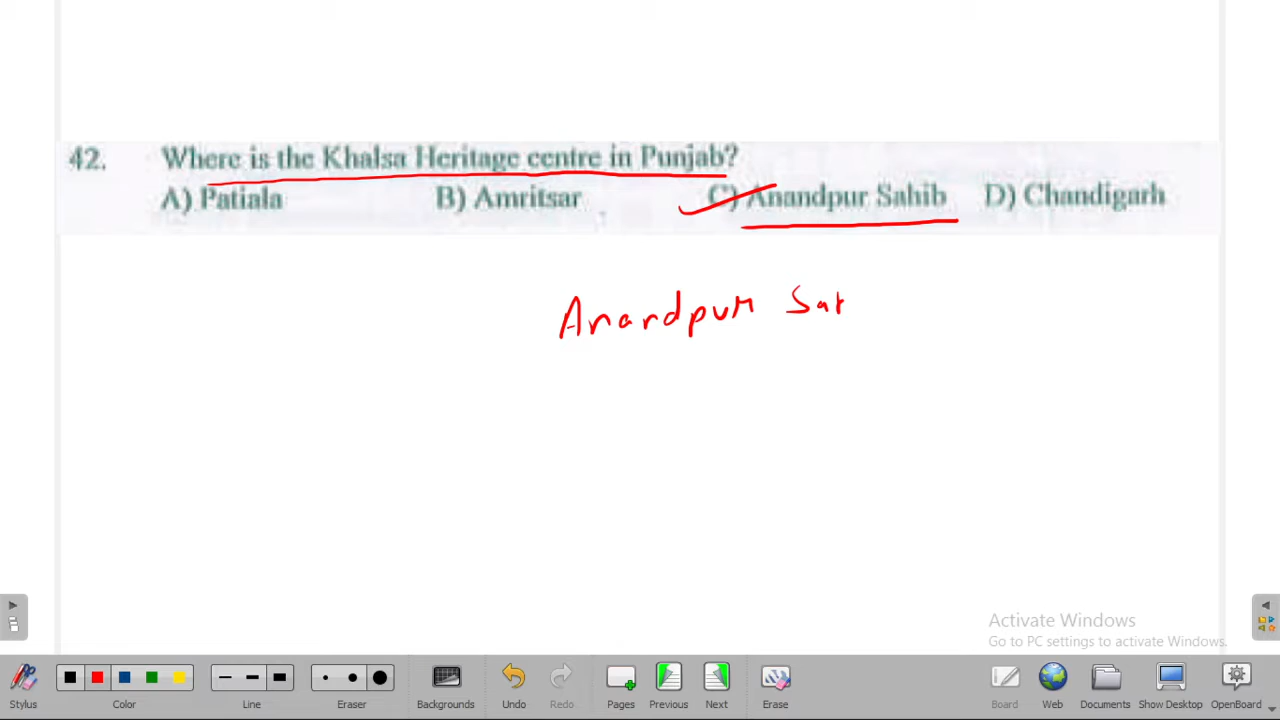 42. Where is the Khalsa Heritage centre in Punjab?
A) Patiala B) Amritsar C) Anandpur Sahib D) Chandigarh
Anandpur Sah
Activate Windows
Go to PC settings to activate Windows.
Stylus Color Line Eraser Backgrounds Undo Redo Pages Previous Next Erase Board Web Documents Show Desktop OpenBoard